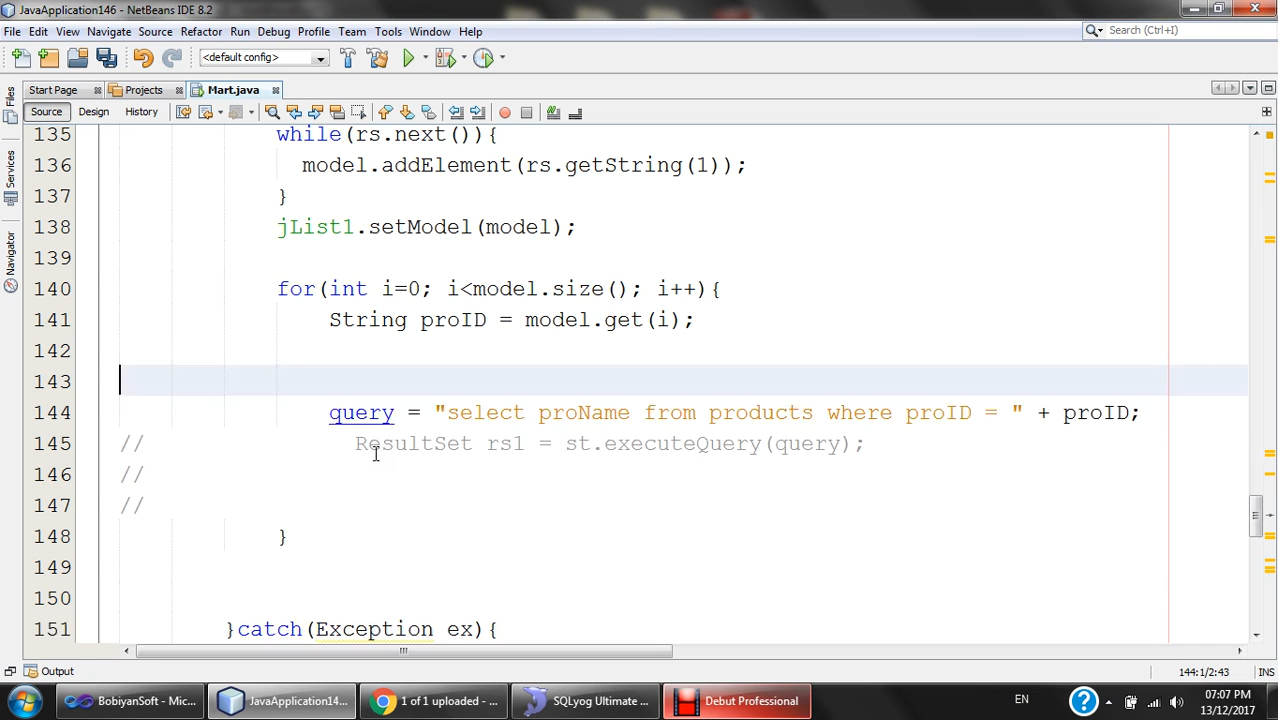 JavaApplication146 - NetBeans IDE 8.2
File Edit View Navigate Source Refactor Run Debug Profile Team Tools Window Help
Search (Ctrl+I)
<default config>
Start Page
Projects
Mart.java
Source Design History
Files
Services
Navigator
135 while(rs.next()){
136 model.addElement(rs.getString(1));
137 }
138 jList1.setModel(model);
139
140 for(int i=0; i<model.size(); i++){
141 String proID = model.get(i);
142
143
144 query = "select proName from products where proID = " + proID;
145 // ResultSet rs1 = st.executeQuery(query);
146 //
147 //
148 }
149
150
151 }catch(Exception ex){
Output
144:1/2:43 INS
BobiyanSoft - Mic...
JavaApplication14...
1 of 1 uploaded - ...
SQLyog Ultimate ...
Debut Professional
EN
07:07 PM
13/12/2017